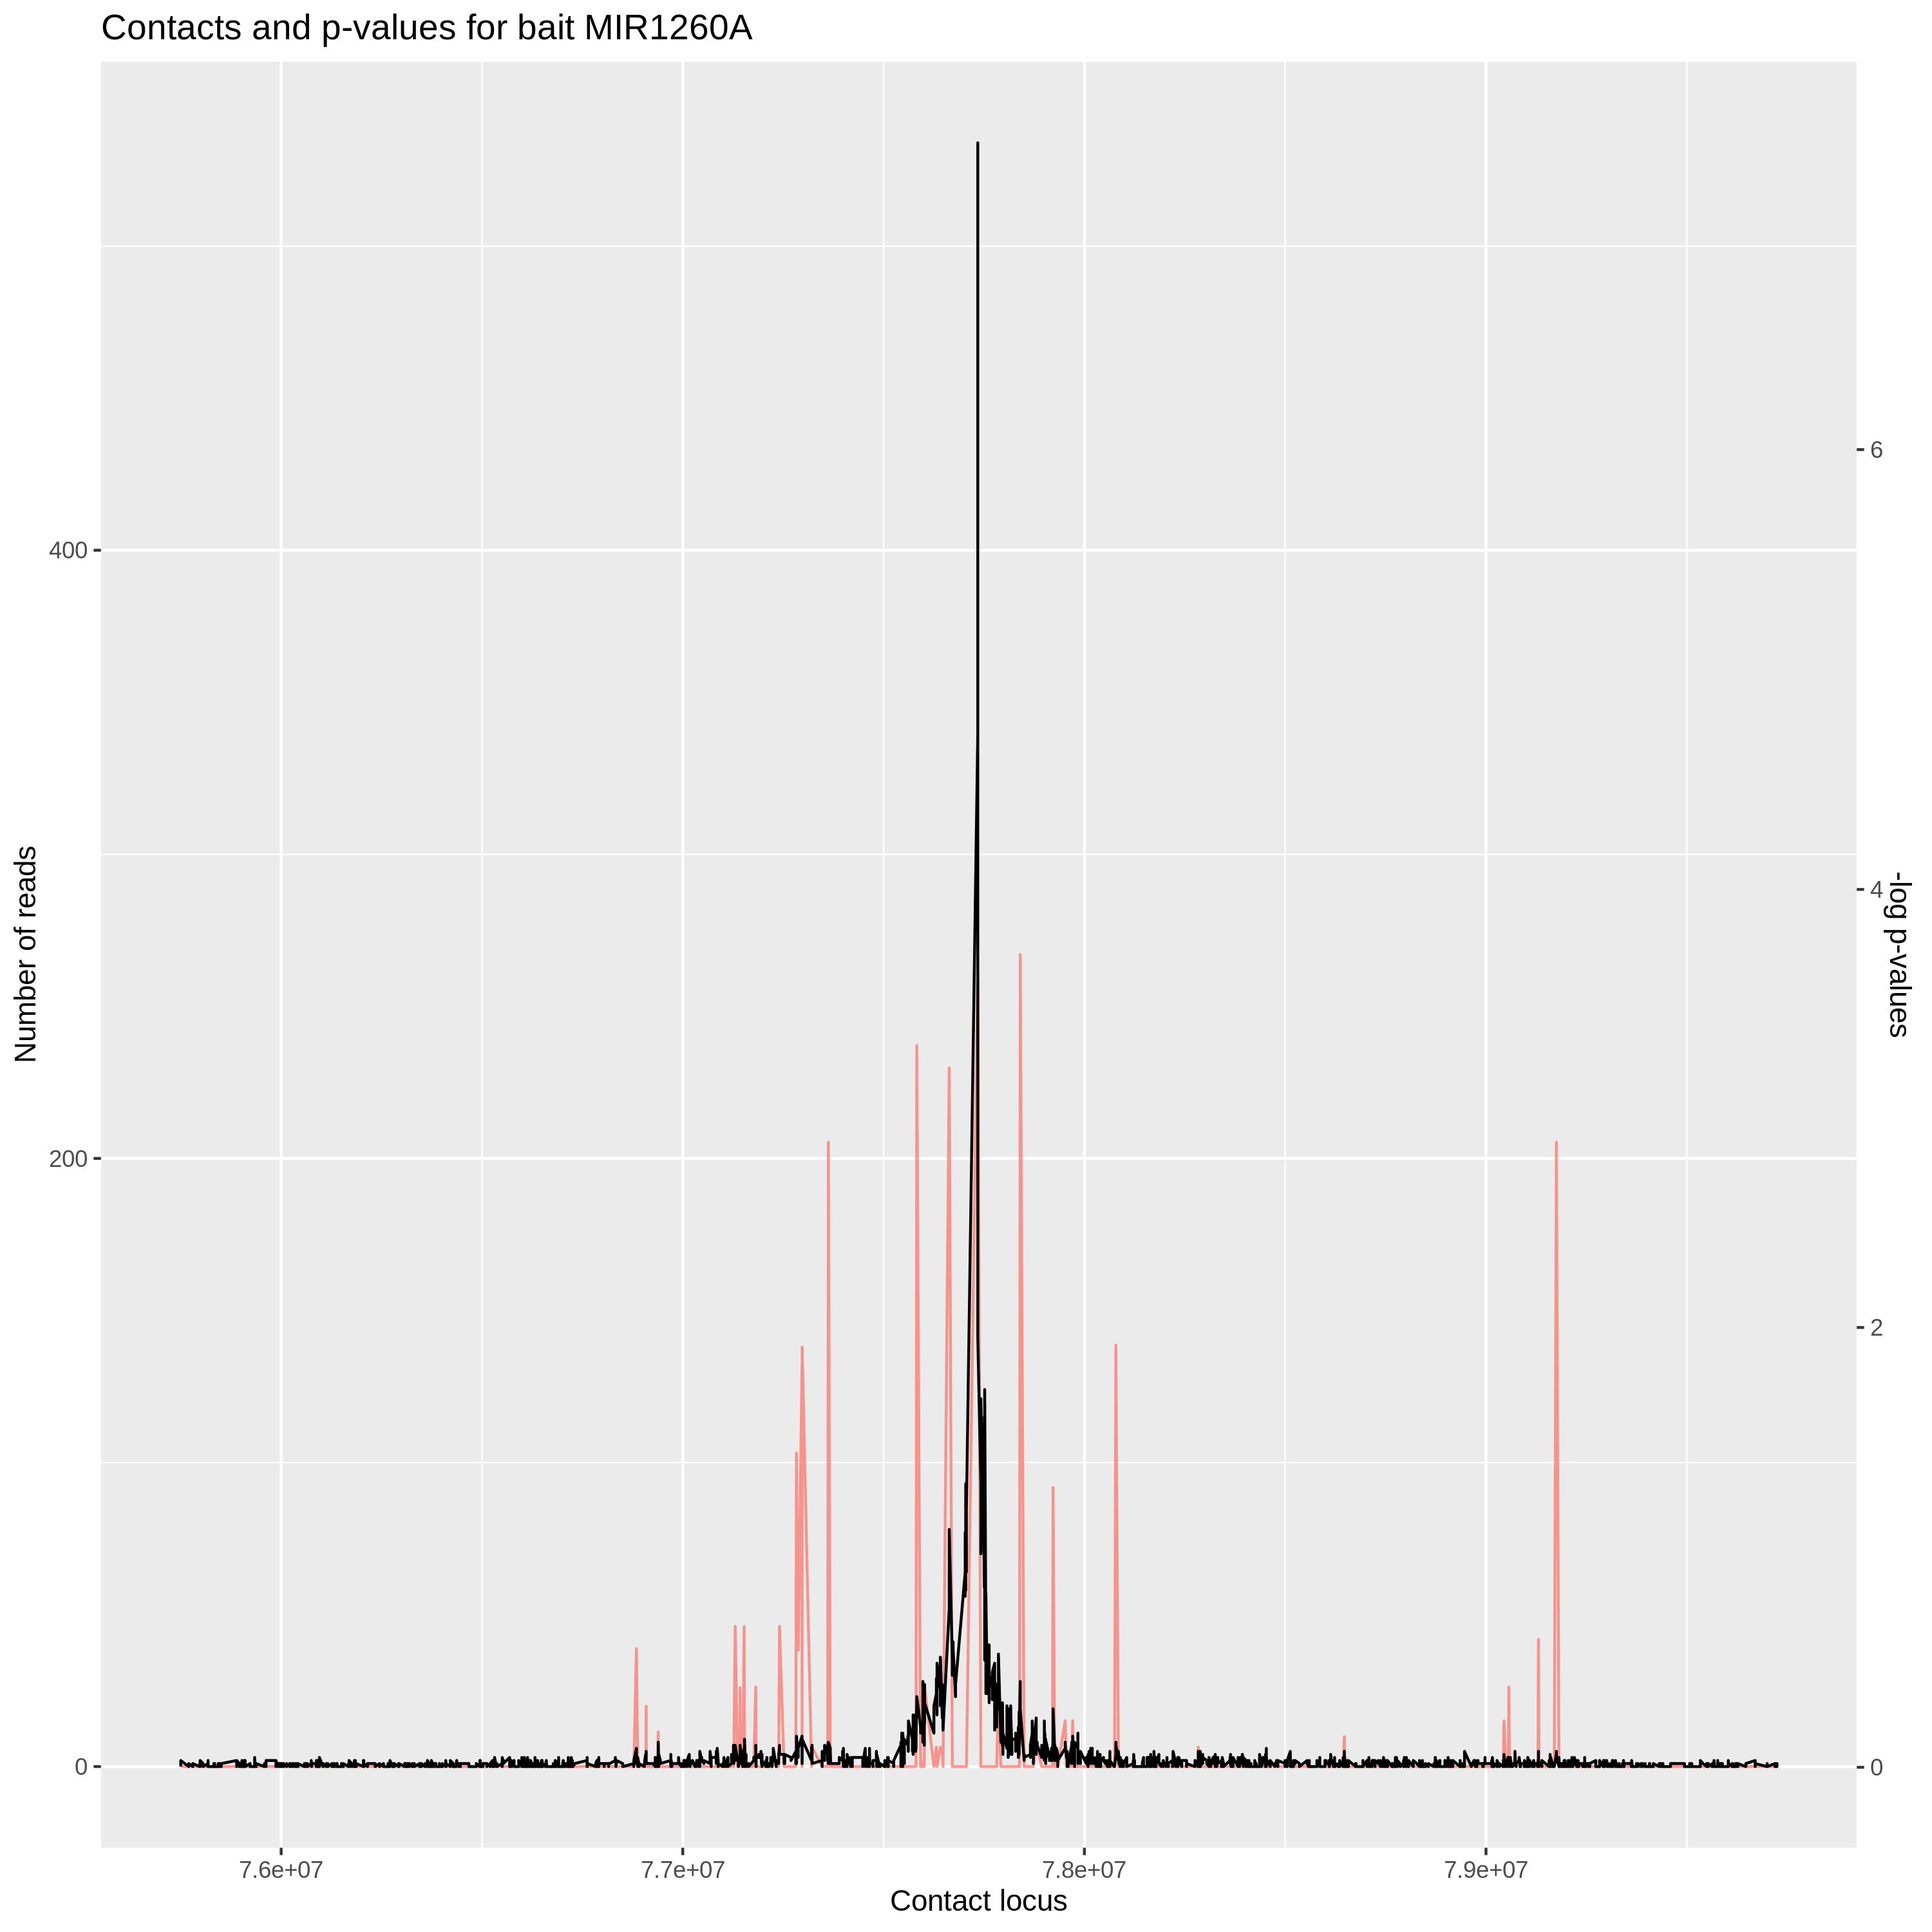 Contacts and p-values for bait MIR1260A
Number of reads
400
200
0
6
4
2
0
-log p-values
7.6e+07
7.7e+07
7.8e+07
7.9e+07
Contact locus